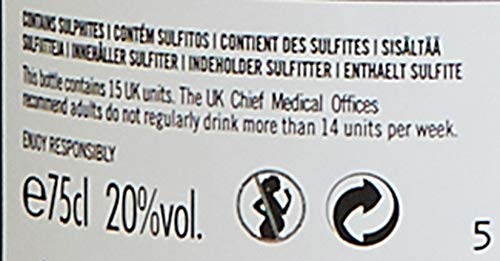 CONTAINS SULPHITES | CONTÉM SULFITOS | CONTIENT DES SULFITES | SISÄLTÄÄ
SULFIITTEJA | INNEHÅLLER SULFITER | INDEHOLDER SULFITTER | ENTHAELT SULFITE
This bottle contains 15 UK units. The UK Chief Medical Offices
recommend adults do not regularly drink more than 14 units per week.
ENJOY RESPONSIBLY
e75cl 20%vol.
5